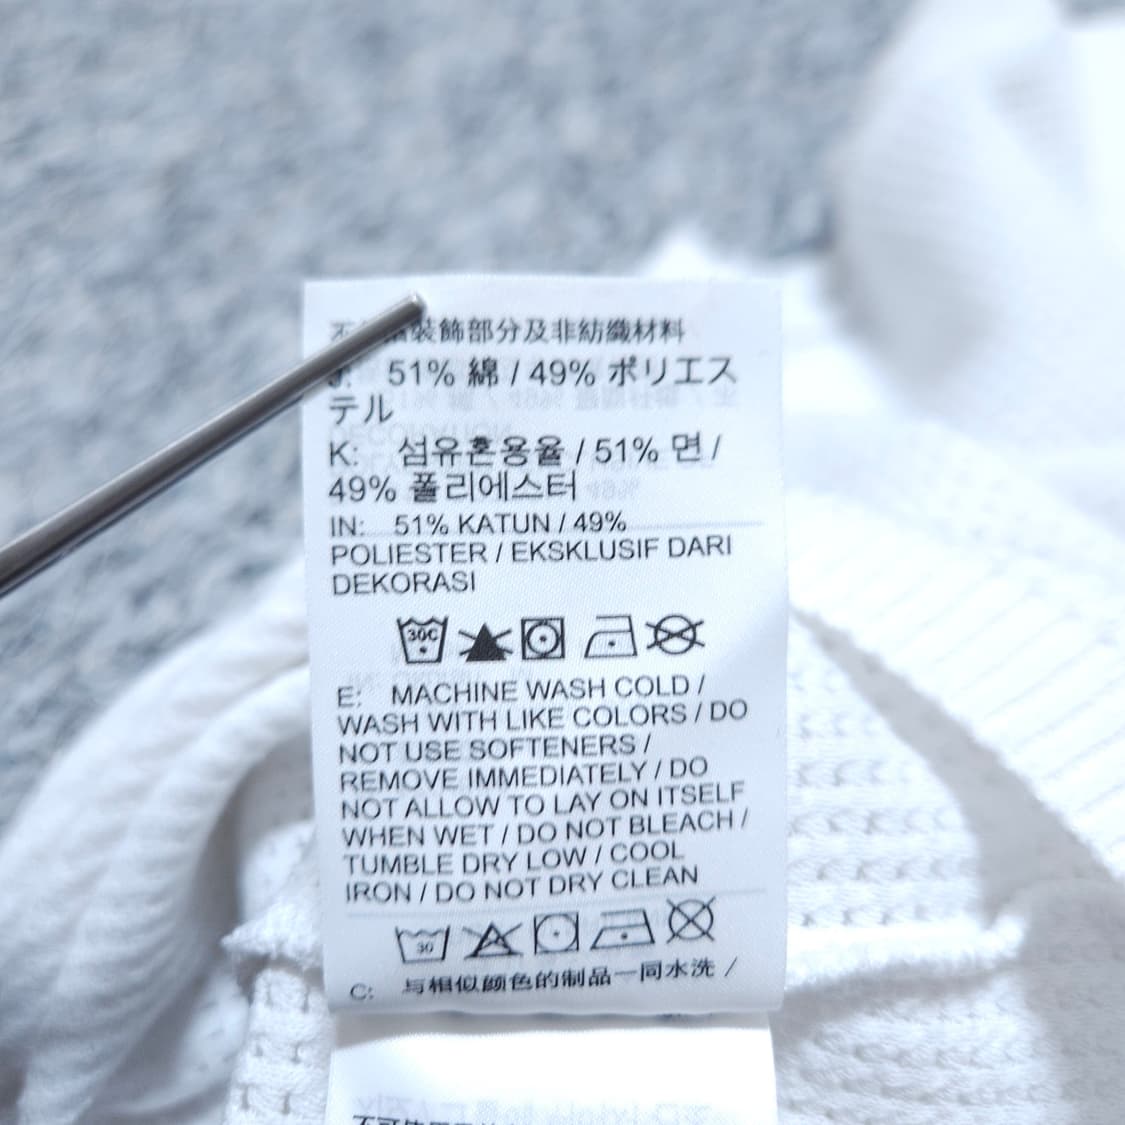 裝飾部分及非紡織材料
J: 51% 綿 / 49% ポリエス
テル
K: 섬유혼용율 / 51% 면 /
49% 폴리에스터
IN: 51% KATUN / 49%
POLIESTER / EKSKLUSIF DARI
DEKORASI
30C
E: MACHINE WASH COLD /
WASH WITH LIKE COLORS / DO
NOT USE SOFTENERS /
REMOVE IMMEDIATELY / DO
NOT ALLOW TO LAY ON ITSELF
WHEN WET / DO NOT BLEACH /
TUMBLE DRY LOW / COOL
IRON / DO NOT DRY CLEAN
30
C: 与相似颜色的制品一同水洗 /